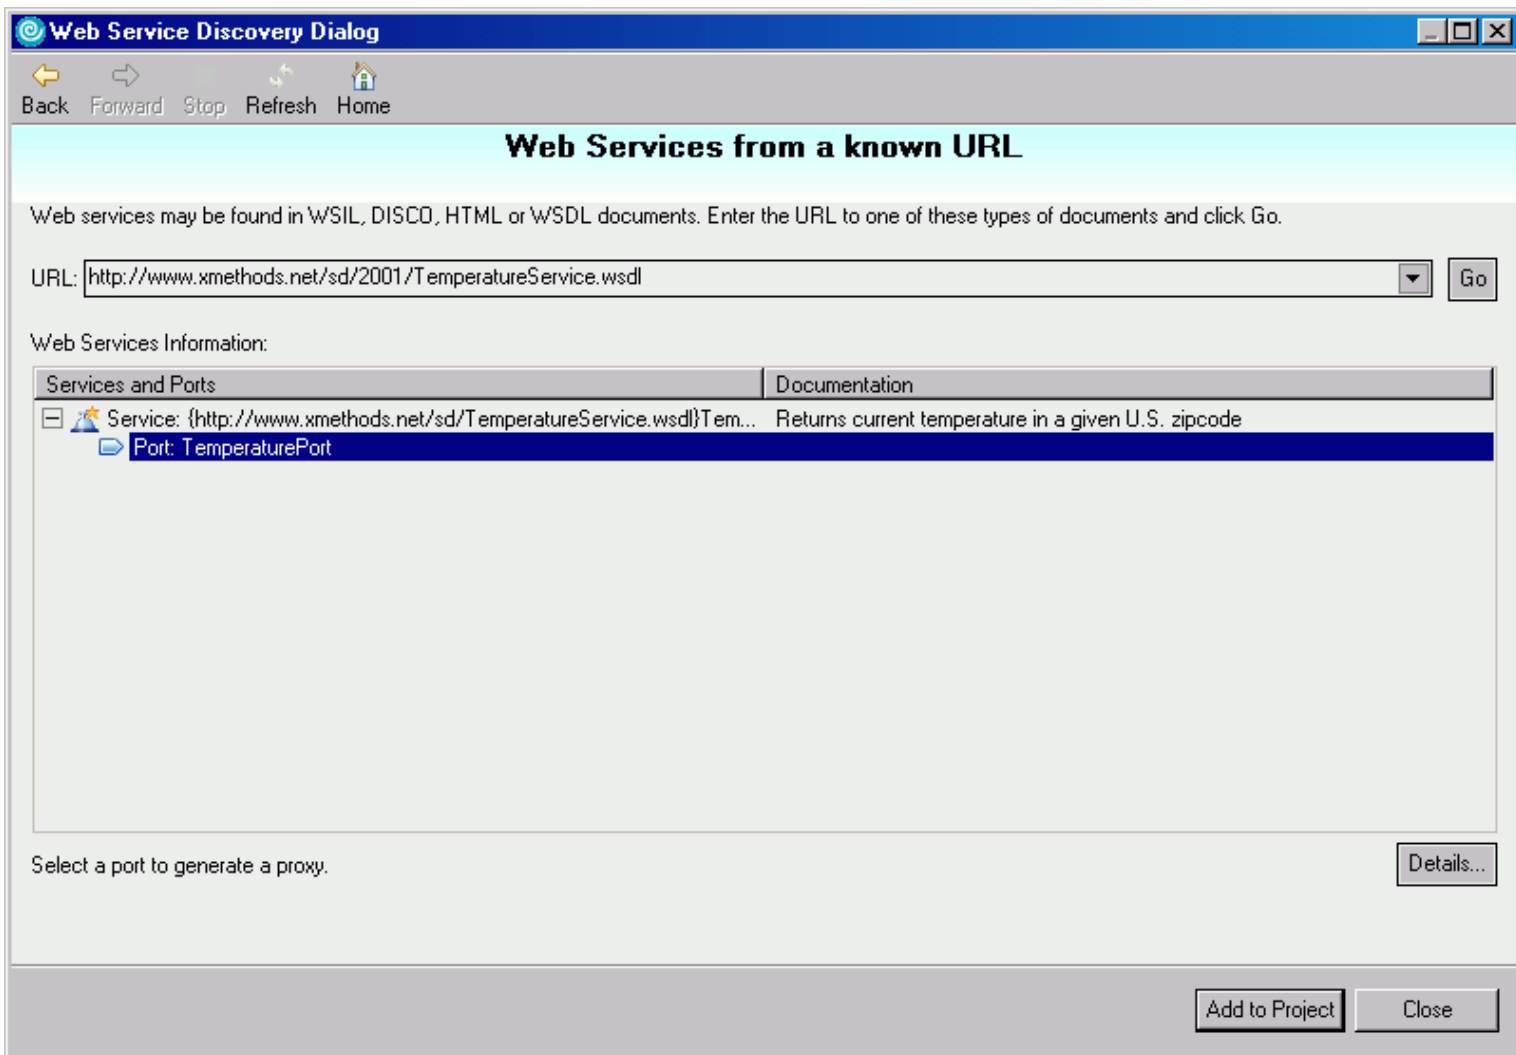 Web Service Discovery Dialog
Back Forward Stop Refresh Home
Web Services from a known URL
Web services may be found in WSIL, DISCO, HTML or WSDL documents. Enter the URL to one of these types of documents and click Go.
URL: http://www.xmethods.net/sd/2001/TemperatureService.wsdl Go
Web Services Information:
Services and Ports Documentation
Service: {http://www.xmethods.net/sd/TemperatureService.wsdl}Tem... Returns current temperature in a given U.S. zipcode
Port: TemperaturePort
Select a port to generate a proxy. Details...
Add to Project Close